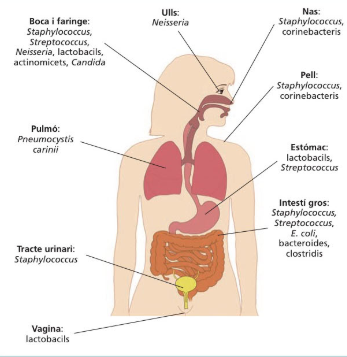 Boca i faringe:
Staphylococcus,
Streptococcus,
Neisseria, lactobacils,
actinomicets, Candida
Ulls:
Neisseria
Nas:
Staphylococcus,
corinebacteris
Pell:
Staphylococcus,
corinebacteris
Pulmó:
Pneumocystis
carinii
Estómac:
lactobacils,
Streptococcus
Intestí gros:
Staphylococcus,
Streptococcus,
E. coli,
bacteroides,
clostridis
Tracte urinari:
Staphylococcus
Vagina:
lactobacils